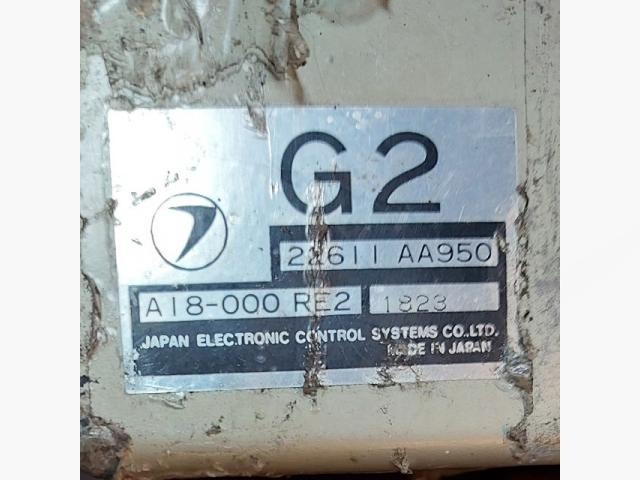 G2
22611 AA950
A18-000 RE2 1823
JAPAN ELECTRONIC CONTROL SYSTEMS CO.LTD.
MADE IN JAPAN